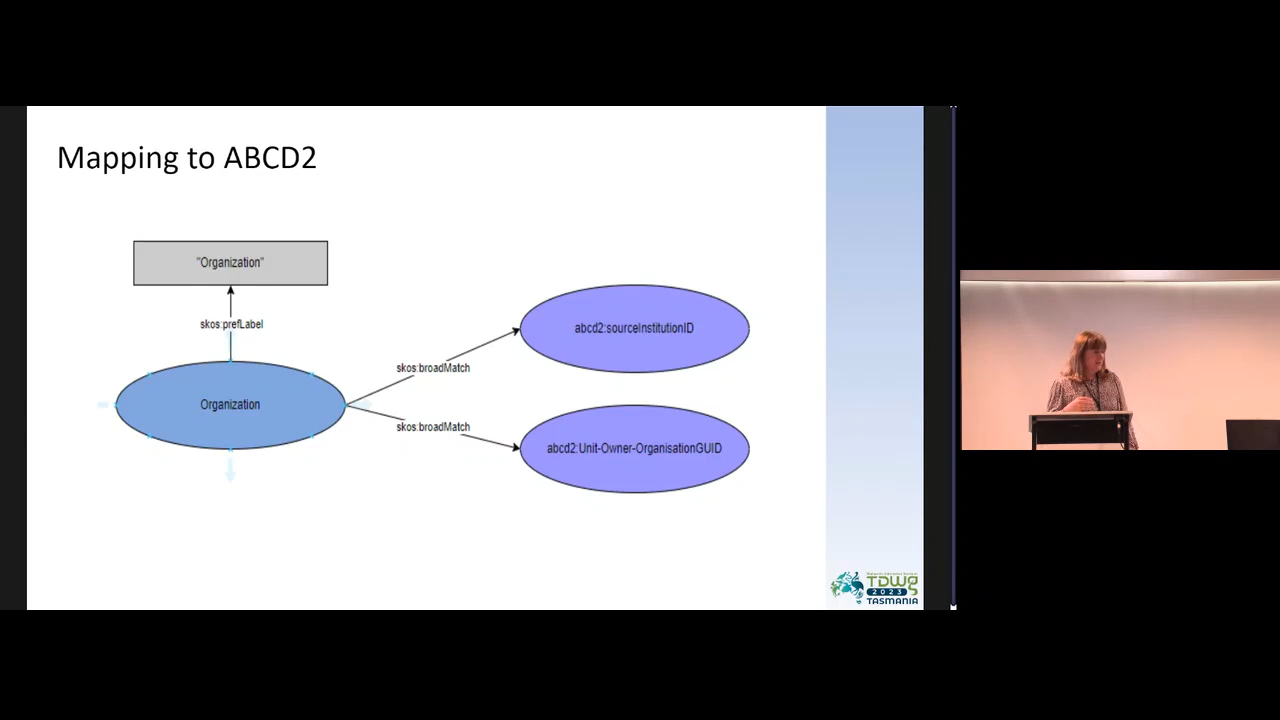 Mapping to ABCD2
"Organization"
skos:prefLabel
abcd2:sourceInstitutionID
skos:broadMatch
Organization
skos:broadMatch
abcd2:Unit-Owner-OrganisationGUID
TDWG
2023
TASMANIA